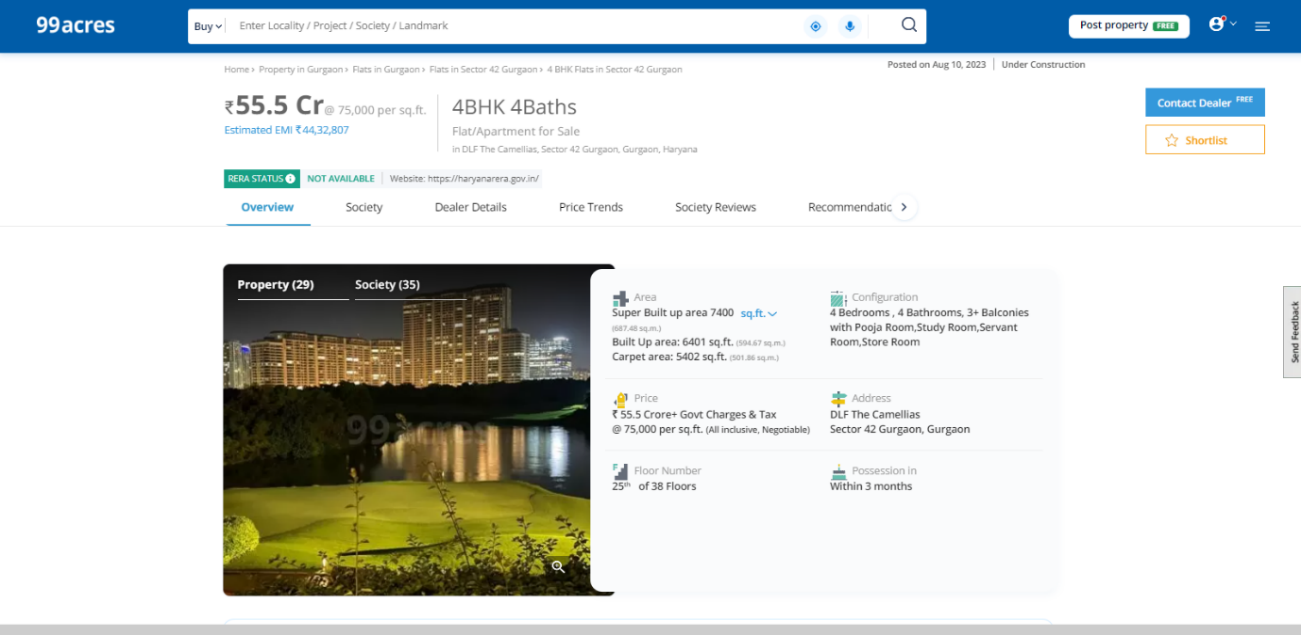 99acres
Buy Enter Locality / Project / Society / Landmark
Post property FREE
Home › Property in Gurgaon › Flats in Gurgaon › Flats in Sector 42 Gurgaon › 4 BHK Flats in Sector 42 Gurgaon
Posted on Aug 10, 2023 | Under Construction
₹55.5 Cr @ 75,000 per sq.ft.
Estimated EMI ₹44,32,807
4BHK 4Baths
Flat/Apartment for Sale
in DLF The Camellias, Sector 42 Gurgaon, Gurgaon, Haryana
Contact Dealer FREE
Shortlist
RERA STATUS NOT AVAILABLE | Website: https://haryanarera.gov.in/
Overview Society Dealer Details Price Trends Society Reviews Recommendatic
Property (29) Society (35)
99acres
Area
Super Built up area 7400 sq.ft.
(687.48 sq.m.)
Built Up area: 6401 sq.ft. (594.67 sq.m.)
Carpet area: 5402 sq.ft. (501.86 sq.m.)
Configuration
4 Bedrooms , 4 Bathrooms, 3+ Balconies
with Pooja Room,Study Room,Servant
Room,Store Room
Price
₹ 55.5 Crore+ Govt Charges & Tax
@ 75,000 per sq.ft. (All inclusive, Negotiable)
Address
DLF The Camellias
Sector 42 Gurgaon, Gurgaon
Floor Number
25th of 38 Floors
Possession in
Within 3 months
Send Feedback